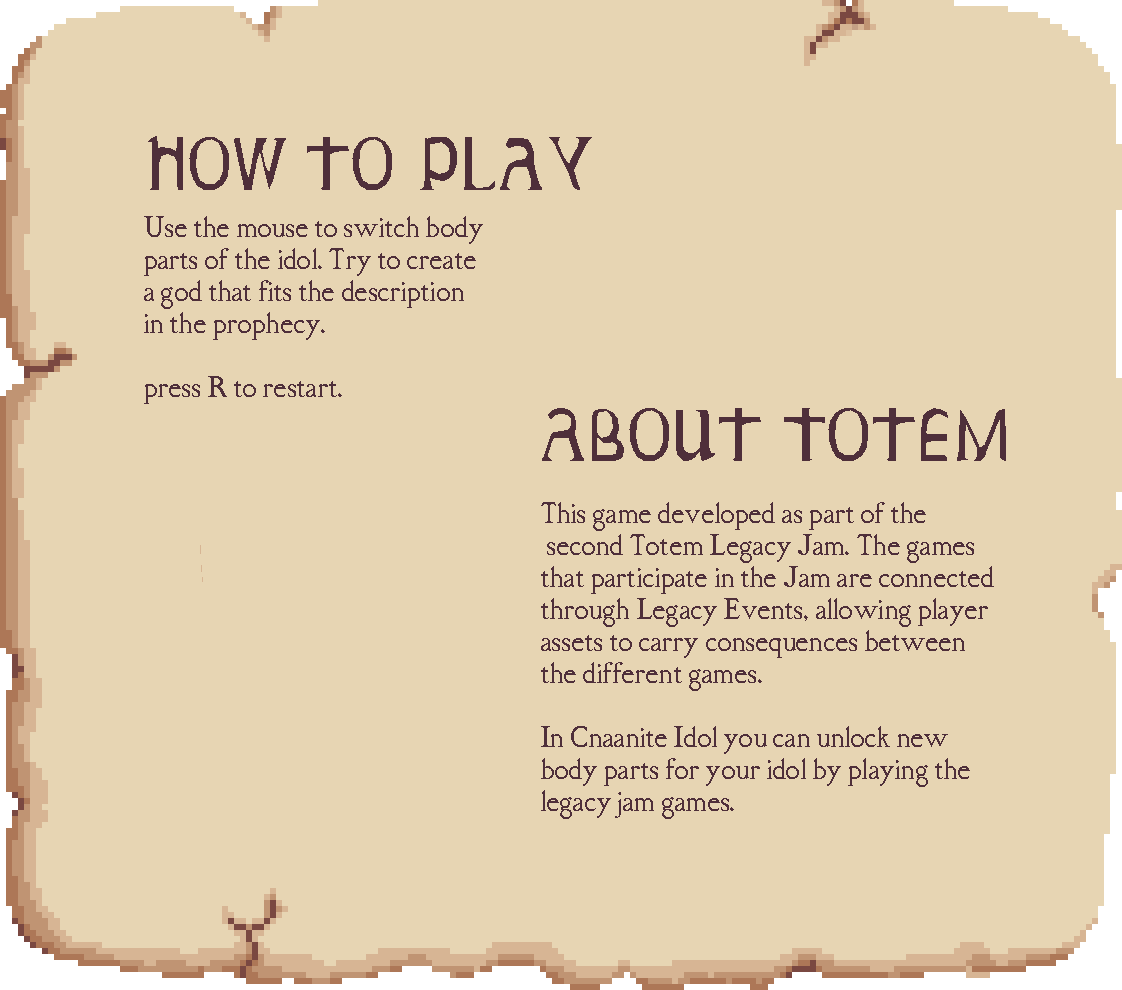 HOW TO PLAY
Use the mouse to switch body
parts of the idol. Try to create
a god that fits the description
in the prophecy.
press R to restart.
ABOUT TOTEM
This game developed as part of the
second Totem Legacy Jam. The games
that participate in the Jam are connected
through Legacy Events, allowing player
assets to carry consequences between
the different games.
In Cnaanite Idol you can unlock new
body parts for your idol by playing the
legacy jam games.